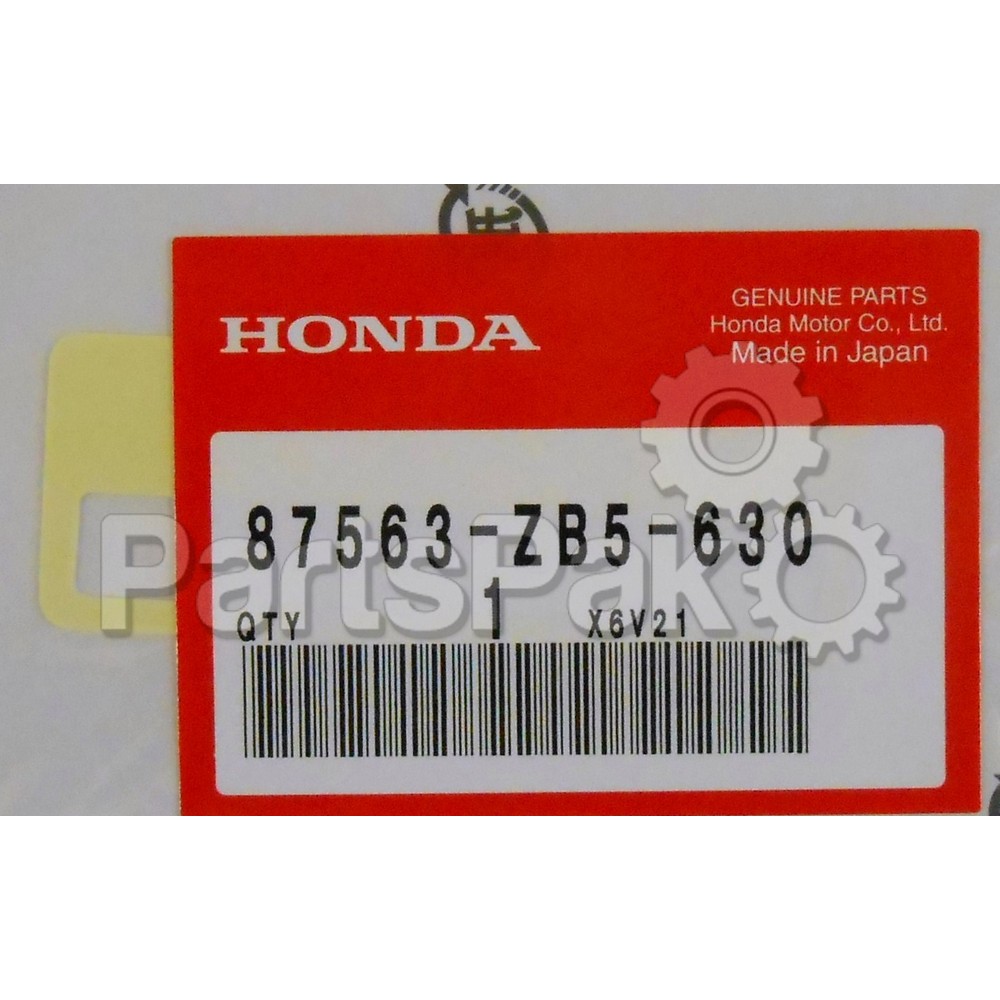 HONDA
GENUINE PARTS
Honda Motor Co., Ltd.
Made in Japan
87563-ZB5-630
QTY 1 X6V21
PartsPak